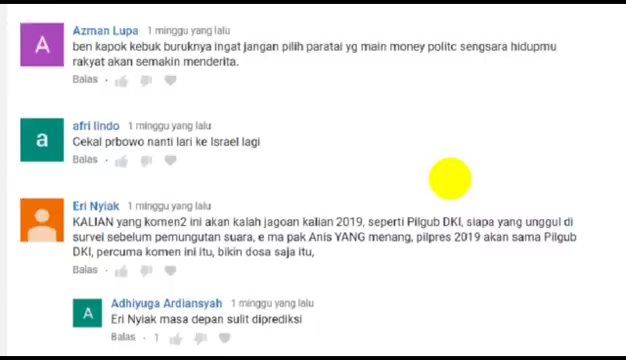 A
Azman Lupa 1 minggu yang lalu
ben kapok kebuk buruknya ingat jangan pilih paratai yg main money politc sengsara hidupmu
rakyat akan semakin menderita.
Balas
a
afri lindo 1 minggu yang lalu
Cekal prbowo nanti lari ke Israel lagi
Balas
Eri Nyiak 1 minggu yang lalu
KALIAN yang komen2 ini akan kalah jagoan kalian 2019, seperti Pilgub DKI, siapa yang unggul di
survei sebelum pemungutan suara, e ma pak Anis YANG menang, pilpres 2019 akan sama Pilgub
DKI, percuma komen ini itu, bikin dosa saja itu,
Balas
A
Adhiyuga Ardiansyah 1 minggu yang lalu
Eri Nyiak masa depan sulit diprediksi
Balas · 1